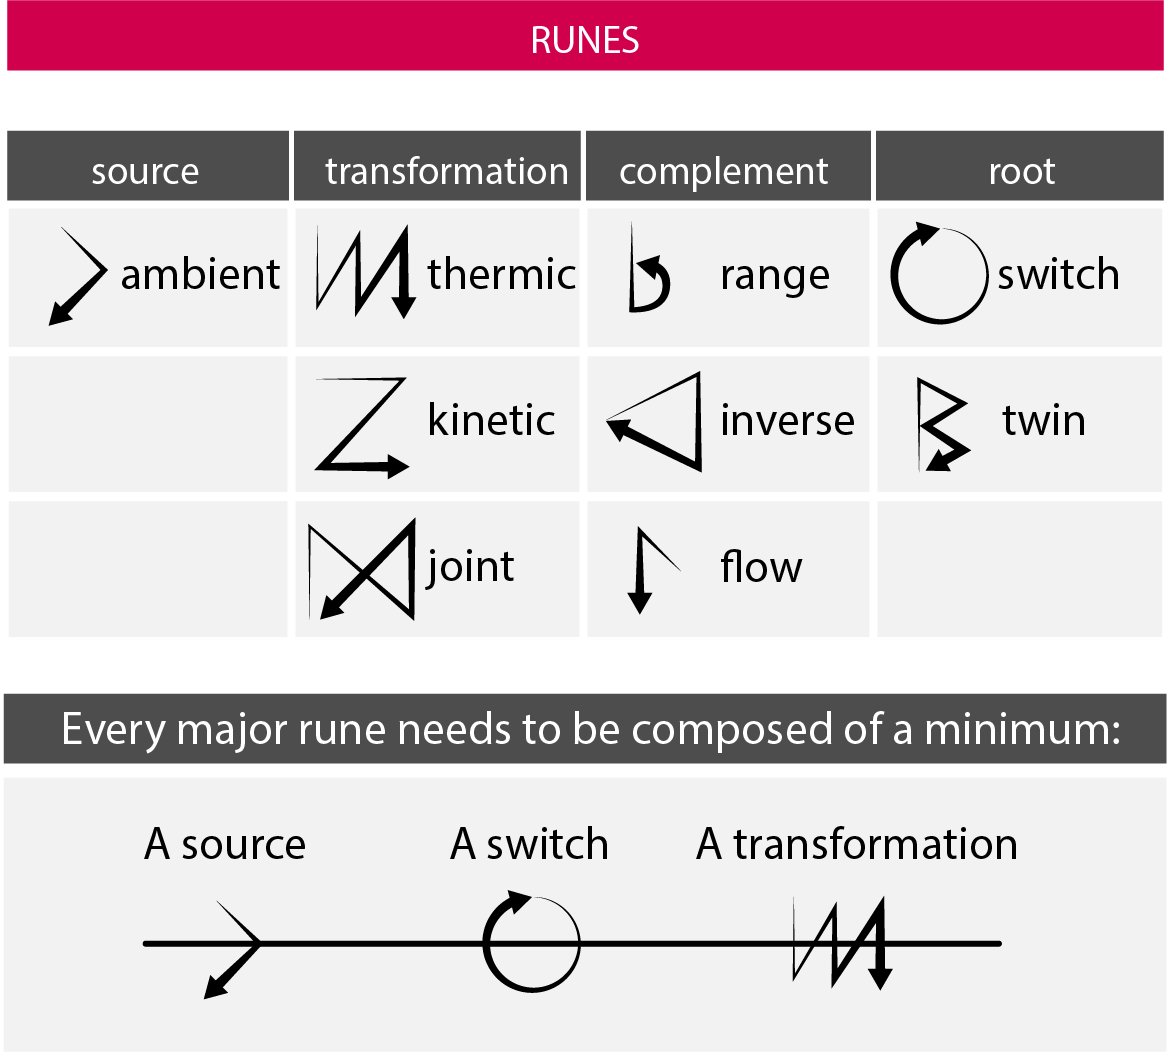 RUNES
source transformation complement root
ambient thermic range switch
kinetic inverse twin
joint flow
Every major rune needs to be composed of a minimum:
A source A switch A transformation